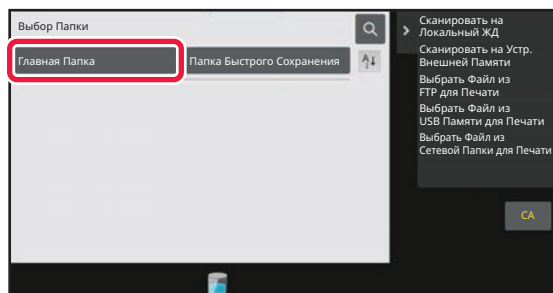 Выбор Папки
Главная Папка
Папка Быстрого Сохранения
Сканировать на
Локальный ЖД
Сканировать на Устр.
Внешней Памяти
Выбрать Файл из
FTP для Печати
Выбрать Файл из
USB Памяти для Печати
Выбрать Файл из
Сетевой Папки для Печати
CA